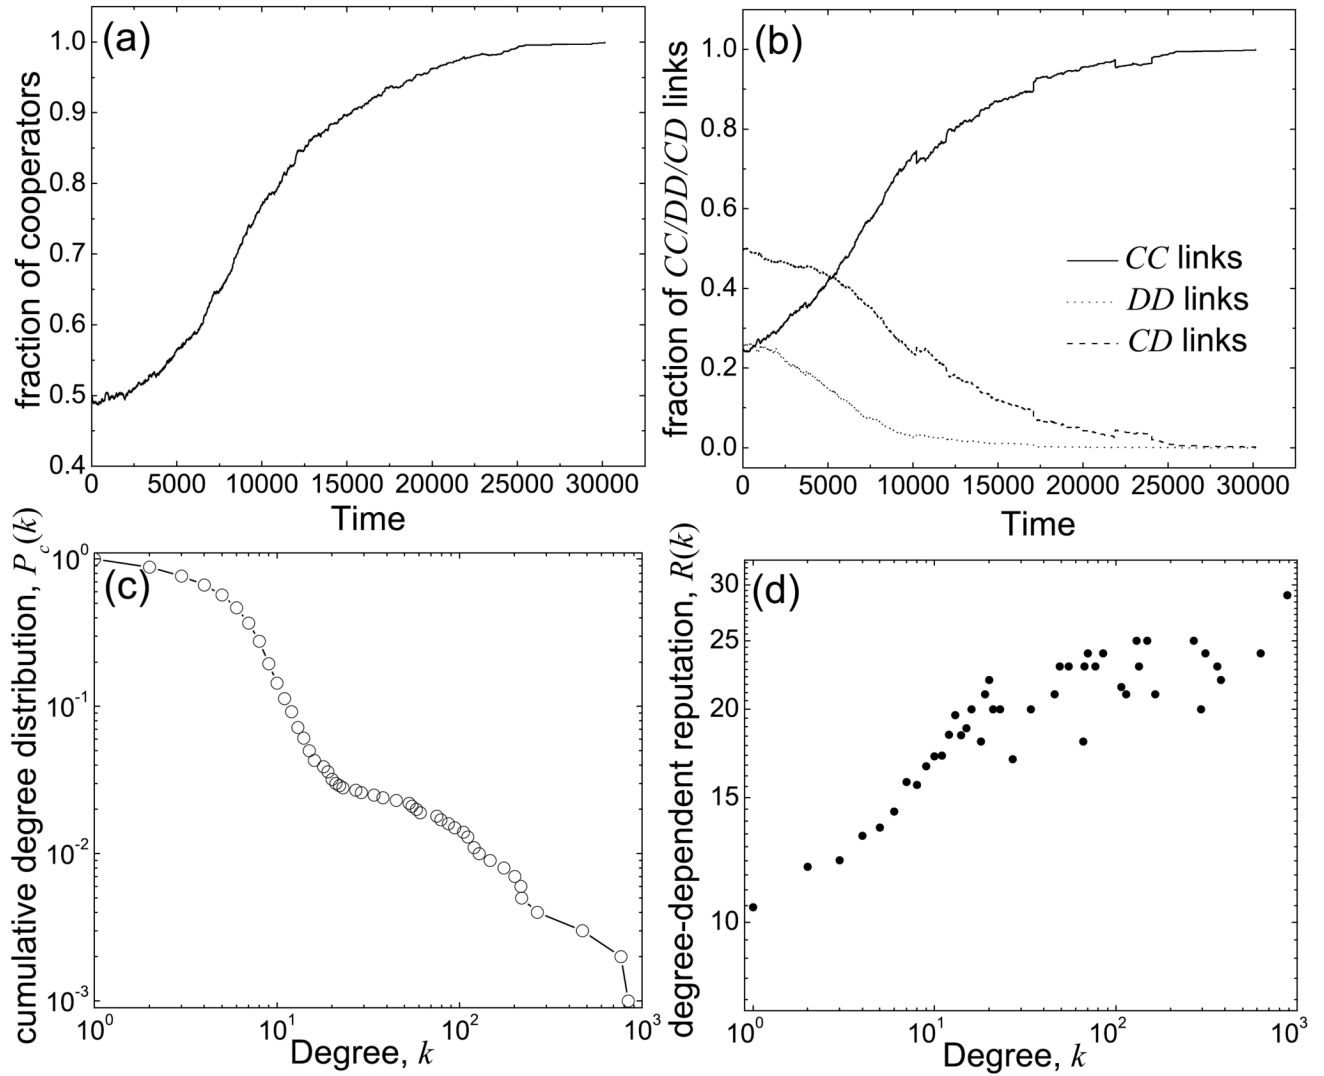 (a)
fraction of cooperators
1.0
0.9
0.8
0.7
0.6
0.5
0.4
0 5000 10000 15000 20000 25000 30000
Time
(b)
fraction of CC/DD/CD links
1.0
0.8
0.6
0.4
0.2
0.0
CC links
DD links
CD links
0 5000 10000 15000 20000 25000 30000
Time
(c)
cumulative degree distribution, P_c(k)
10^0
10^-1
10^-2
10^-3
10^0 10^1 10^2 10^3
Degree, k
(d)
degree-dependent reputation, R(k)
30
25
20
15
10
10^0 10^1 10^2 10^3
Degree, k